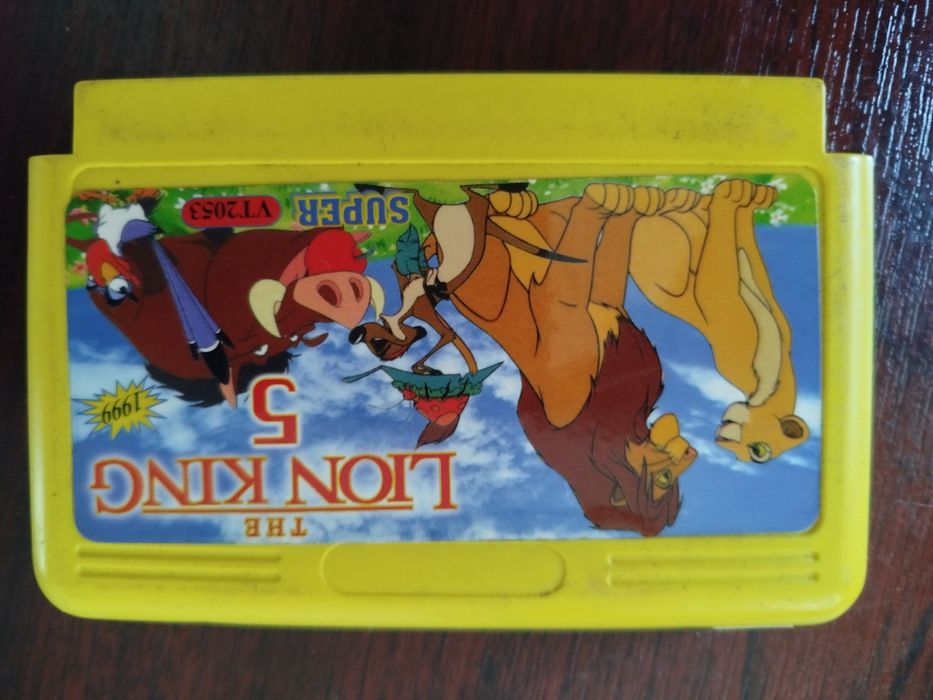 THE
LION KING
5
1999
SUPER VT2053